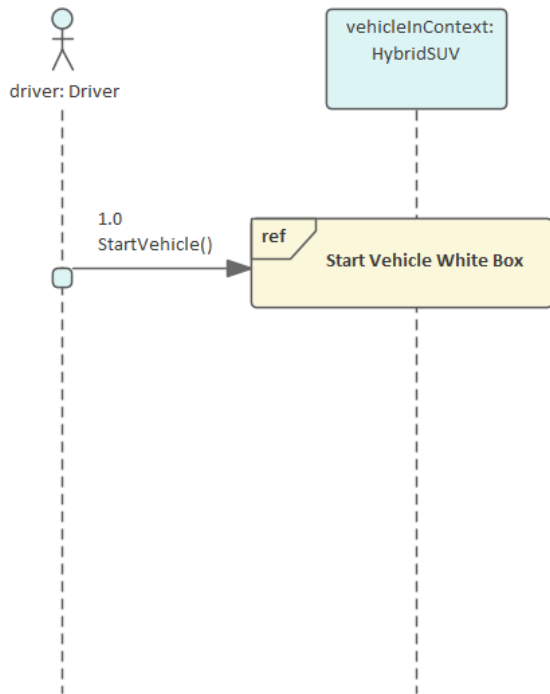 driver: Driver
vehicleInContext:
HybridSUV
1.0
StartVehicle()
ref
Start Vehicle White Box